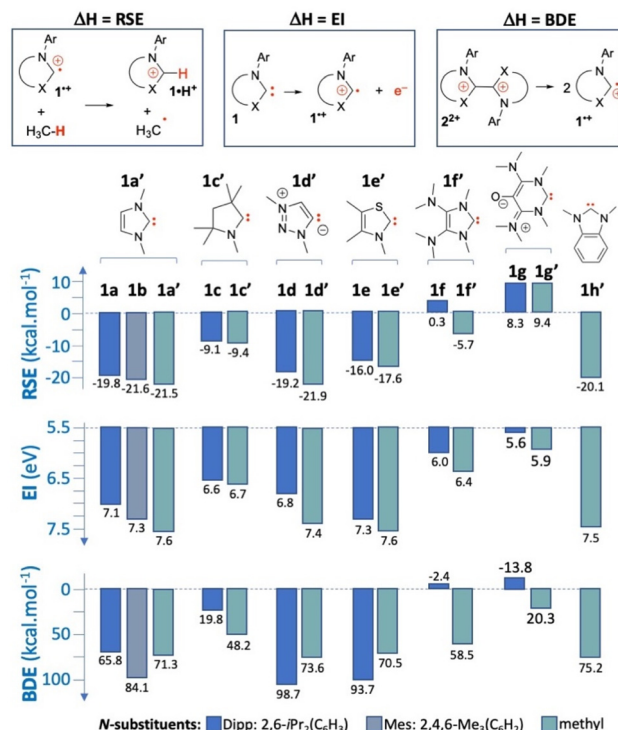 ΔH = RSE
ΔH = EI
ΔH = BDE
Ar
N
X
1•+
+
H₃C-H
Ar
N
H
X
1•H⁺
+
H₃C•
Ar
N
X
1
Ar
N
X
1•+
+ e⁻
Ar
N X
X N
2²⁺ Ar
2
Ar
N
X
1•+
1a’ 1c’ 1d’ 1e’ 1f’
1a 1b 1a’ 1c 1c’ 1d 1d’ 1e 1e’ 1f 1f’ 1g 1g’ 1h’
RSE (kcal.mol⁻¹)
10
0
-10
-20
-19.8 -21.6 -21.5 -9.1 -9.4 -19.2 -21.9 -16.0 -17.6 0.3 -5.7 8.3 9.4 -20.1
EI (eV)
5.5
6.5
7.5
7.1 7.3 7.6 6.6 6.7 6.8 7.4 7.3 7.6 6.0 6.4 5.6 5.9 7.5
BDE (kcal.mol⁻¹)
0
50
100
65.8 84.1 71.3 19.8 48.2 98.7 73.6 93.7 70.5 -2.4 58.5 -13.8 20.3 75.2
N-substituents: Dipp: 2,6-iPr₂(C₆H₃) Mes: 2,4,6-Me₃(C₆H₂) methyl